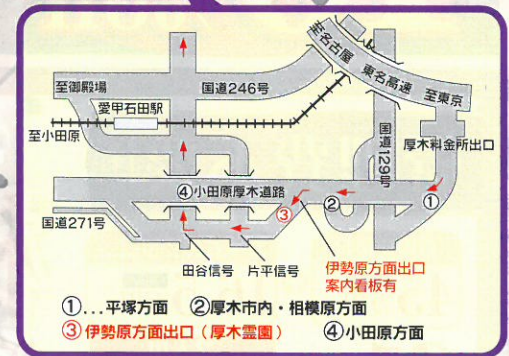 至名古屋
東名高速
至東京
至御殿場
国道246号
愛甲石田駅
至小田原
国道129号
厚木料金所出口
④小田原厚木道路
①
②
③
国道271号
田谷信号
片平信号
伊勢原方面出口
案内看板有
①…平塚方面 ②厚木市内・相模原方面
③伊勢原方面出口(厚木霊園) ④小田原方面